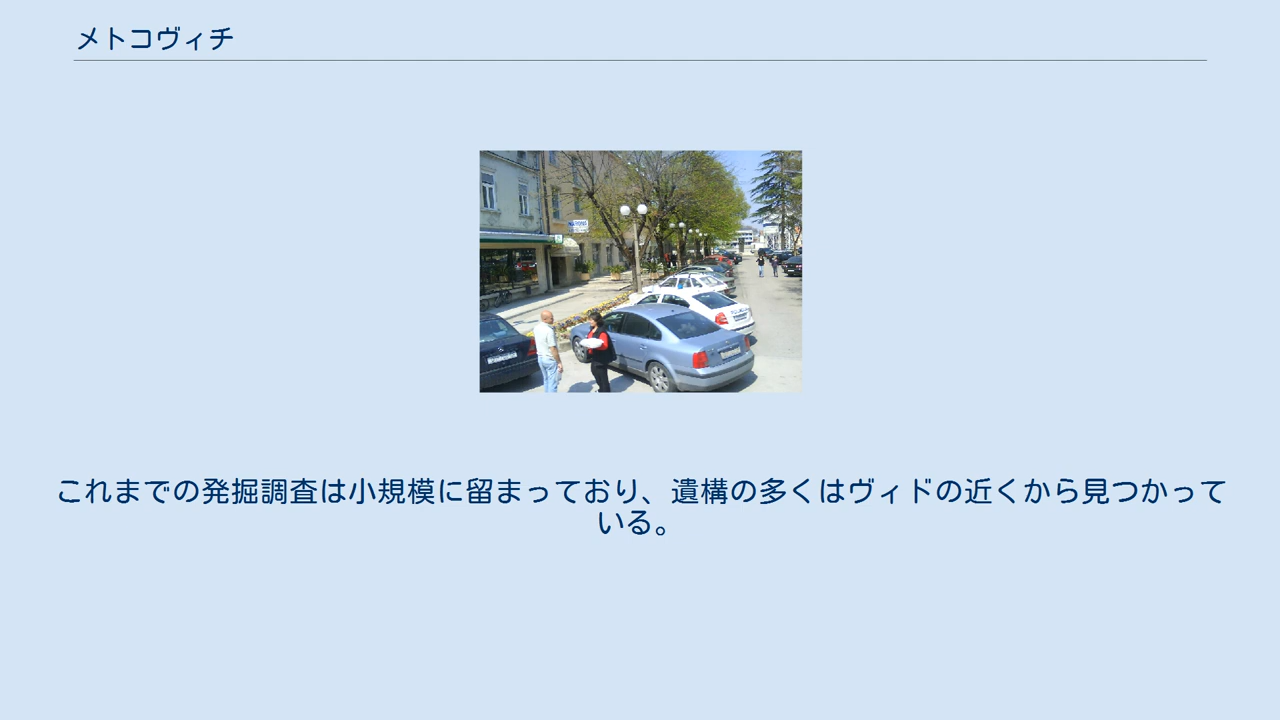 メトコヴィチ
これまでの発掘調査は小規模に留まっており、遺構の多くはヴィドの近くから見つかって
いる。